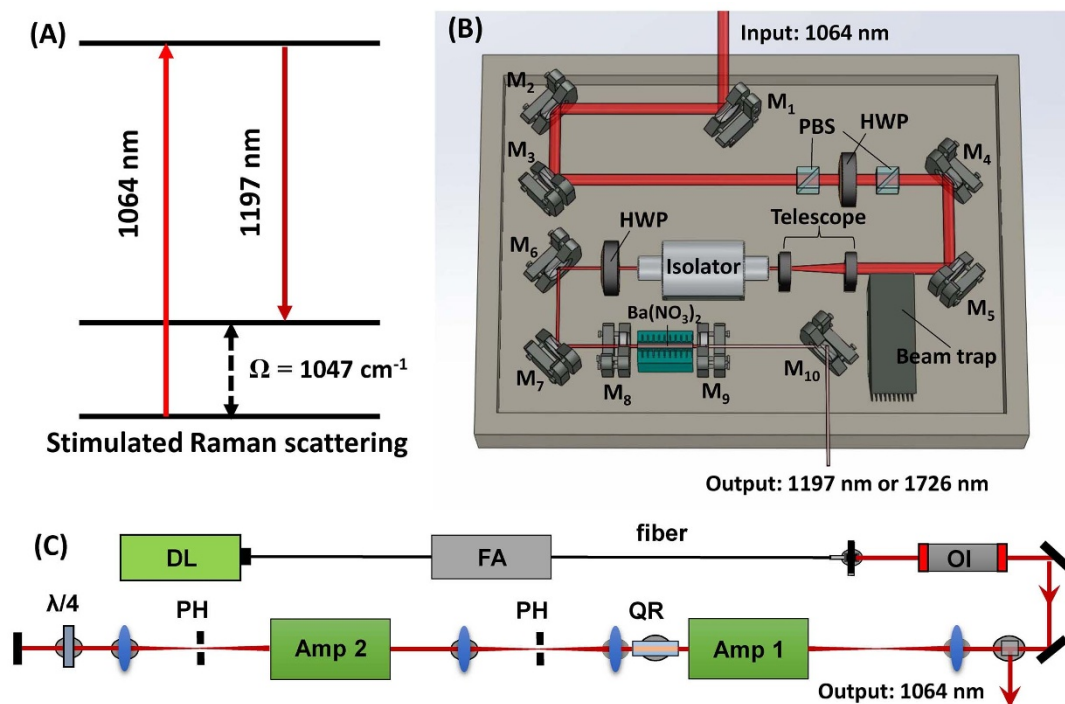 (A)
1064 nm
1197 nm
Ω = 1047 cm⁻¹
Stimulated Raman scattering
(B)
Input: 1064 nm
M₂
M₁
PBS
HWP
M₃
M₄
Telescope
HWP
M₆
Isolator
M₅
Ba(NO₃)₂
Beam trap
M₇
M₈
M₉
M₁₀
Output: 1197 nm or 1726 nm
(C)
DL
FA
fiber
OI
λ/4
PH
Amp 2
PH
QR
Amp 1
Output: 1064 nm